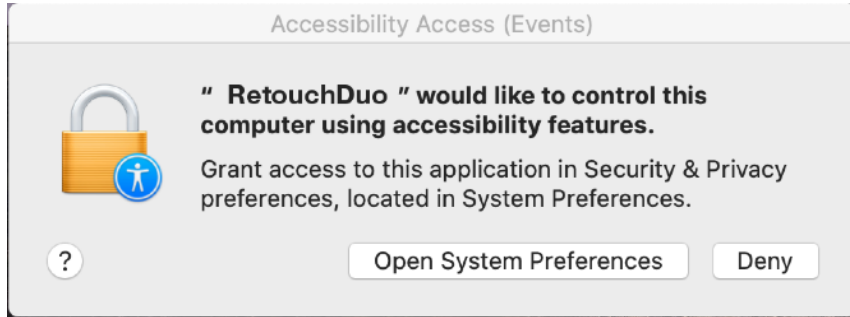 Accessibility Access (Events)
" RetouchDuo " would like to control this
computer using accessibility features.
Grant access to this application in Security & Privacy
preferences, located in System Preferences.
?
Open System Preferences
Deny